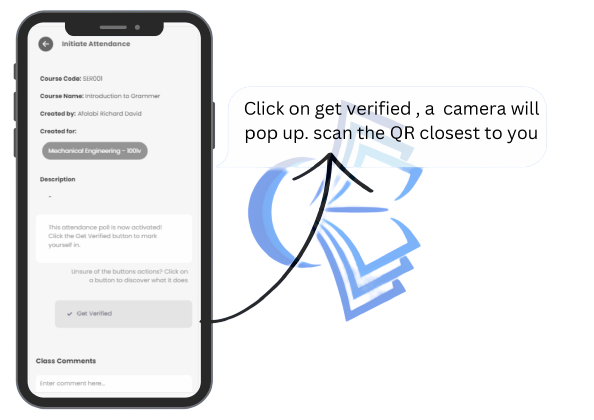 Initiate Attendance
Course Code: SER001
Course Name: Introduction to Grammer
Created by: Afolabi Richard David
Created for:
Mechanical Engineering - 100lv
Description
-
This attendance poll is now activated!
Click the Get Verified button to mark
yourself in.
Unsure of the buttons actions? Click on
a button to discover what it does
Get Verified
Class Comments
Enter comment here...
Click on get verified , a camera will
pop up. scan the QR closest to you